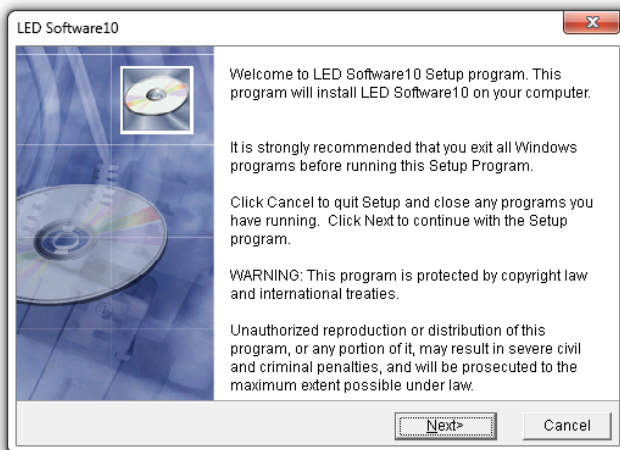 LED Software10
Welcome to LED Software10 Setup program. This
program will install LED Software10 on your computer.
It is strongly recommended that you exit all Windows
programs before running this Setup Program.
Click Cancel to quit Setup and close any programs you
have running. Click Next to continue with the Setup
program.
WARNING: This program is protected by copyright law
and international treaties.
Unauthorized reproduction or distribution of this
program, or any portion of it, may result in severe civil
and criminal penalties, and will be prosecuted to the
maximum extent possible under law.
Next>
Cancel